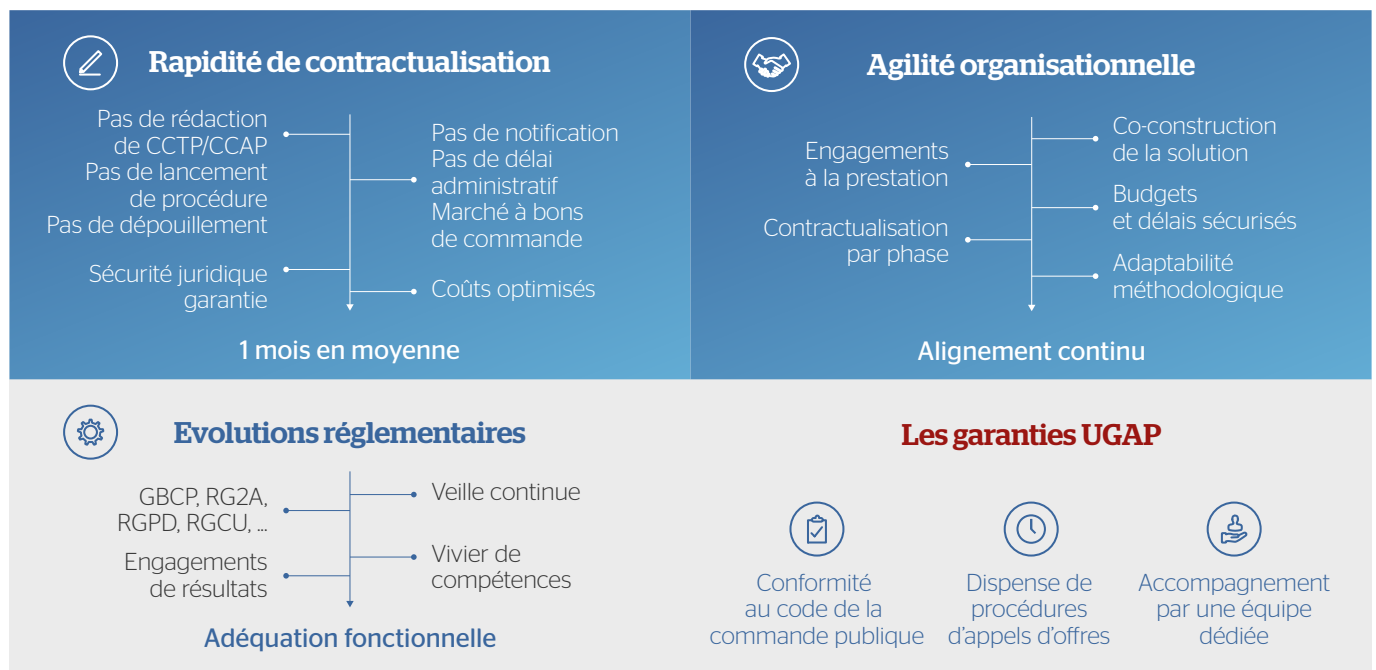 Rapidité de contractualisation
Pas de rédaction
de CCTP/CCAP
Pas de lancement
de procédure
Pas de dépouillement
Sécurité juridique
garantie
Pas de notification
Pas de délai
administratif
Marché à bons
de commande
Coûts optimisés
1 mois en moyenne
Agilité organisationnelle
Engagements
à la prestation
Contractualisation
par phase
Co-construction
de la solution
Budgets
et délais sécurisés
Adaptabilité
méthodologique
Alignement continu
Evolutions réglementaires
GBCP, RG2A,
RGPD, RGCU, ...
Engagements
de résultats
Veille continue
Vivier de
compétences
Adéquation fonctionnelle
Les garanties UGAP
Conformité
au code de la
commande publique
Dispense de
procédures
d'appels d'offres
Accompagnement
par une équipe
dédiée